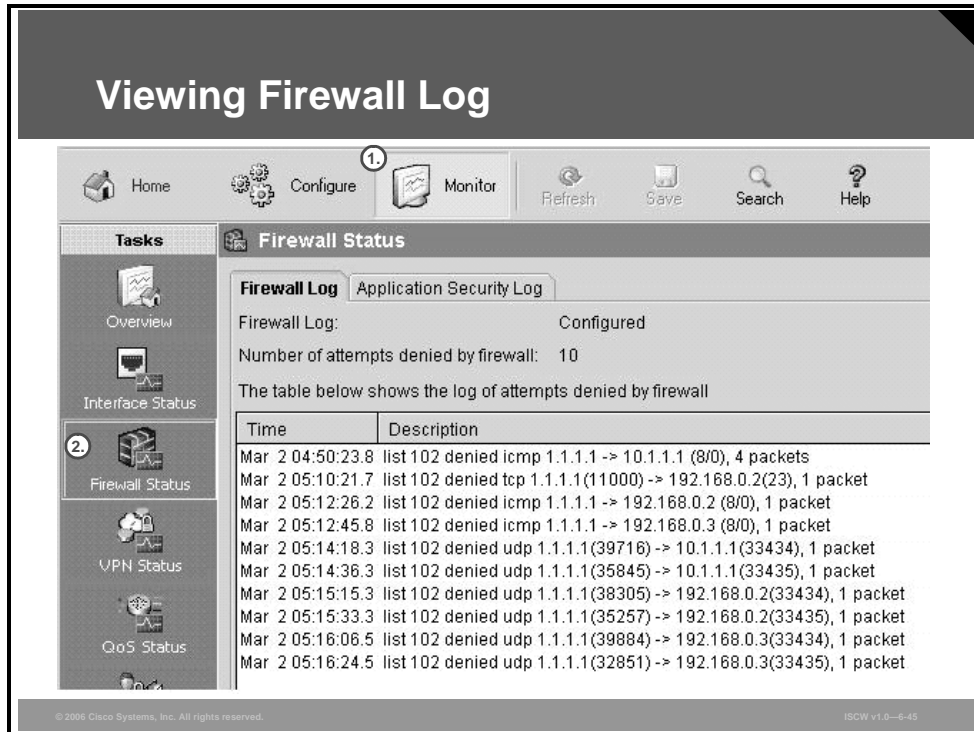 Viewing Firewall Log
1.
Home Configure Monitor Refresh Save Search Help
Tasks
Firewall Status
Firewall Log Application Security Log
Overview
Firewall Log: Configured
Number of attempts denied by firewall: 10
The table below shows the log of attempts denied by firewall
Interface Status
Time Description
2.
Firewall Status
Mar 2 04:50:23.8 list 102 denied icmp 1.1.1.1 -> 10.1.1.1 (8/0), 4 packets
Mar 2 05:10:21.7 list 102 denied tcp 1.1.1.1(11000) -> 192.168.0.2(23), 1 packet
Mar 2 05:12:26.2 list 102 denied icmp 1.1.1.1 -> 192.168.0.2 (8/0), 1 packet
Mar 2 05:12:45.8 list 102 denied icmp 1.1.1.1 -> 192.168.0.3 (8/0), 1 packet
Mar 2 05:14:18.3 list 102 denied udp 1.1.1.1(39716) -> 10.1.1.1(33434), 1 packet
Mar 2 05:14:36.3 list 102 denied udp 1.1.1.1(35845) -> 10.1.1.1(33435), 1 packet
Mar 2 05:15:15.3 list 102 denied udp 1.1.1.1(38305) -> 192.168.0.2(33434), 1 packet
Mar 2 05:15:33.3 list 102 denied udp 1.1.1.1(35257) -> 192.168.0.2(33435), 1 packet
Mar 2 05:16:06.5 list 102 denied udp 1.1.1.1(39884) -> 192.168.0.3(33434), 1 packet
Mar 2 05:16:24.5 list 102 denied udp 1.1.1.1(32851) -> 192.168.0.3(33435), 1 packet
VPN Status
QoS Status
© 2006 Cisco Systems, Inc. All rights reserved. ISCW v1.0—6-45